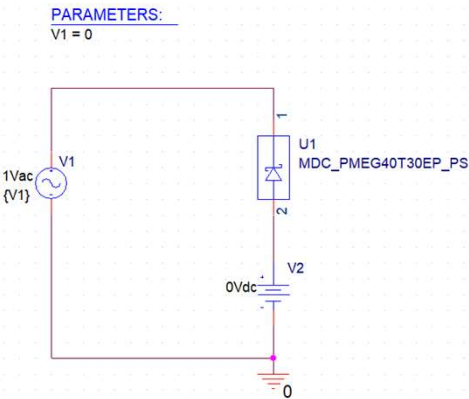 PARAMETERS:
V1 = 0
1
U1
MDC_PMEG40T30EP_PS
V1
1Vac
{V1}
2
V2
0Vdc
+
-
0